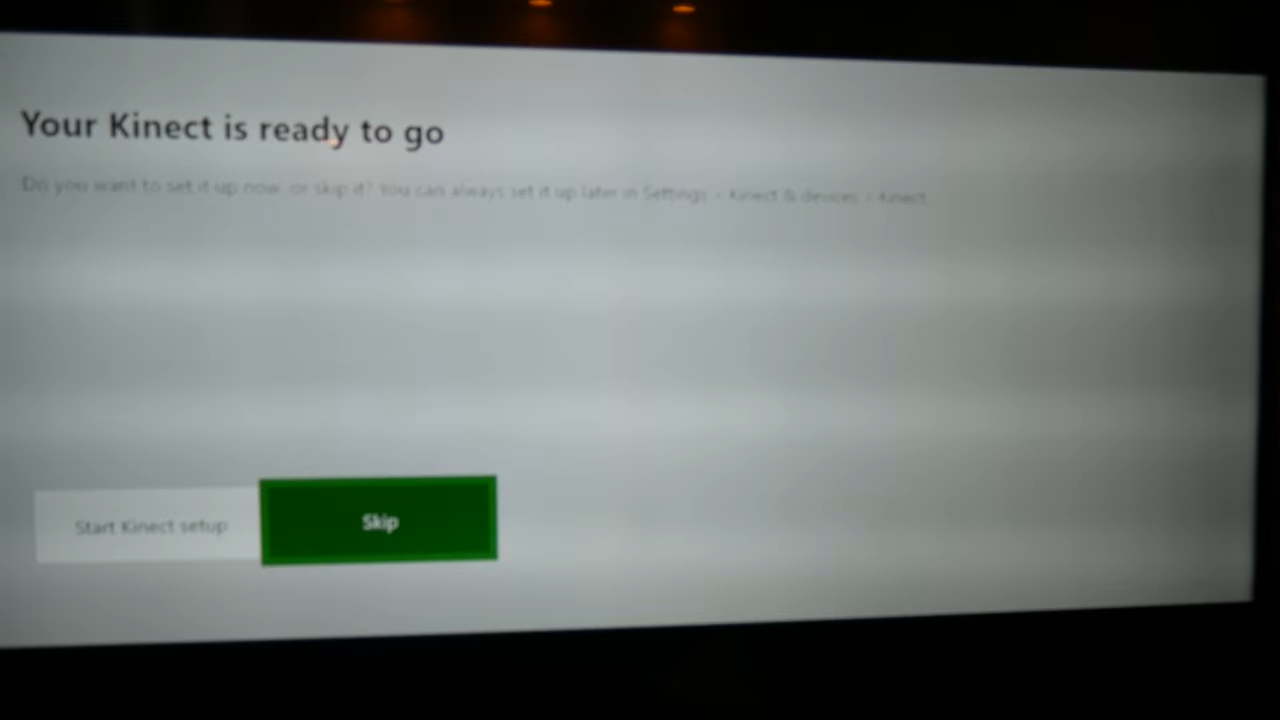 Your Kinect is ready to go
Do you want to set it up now, or skip it? You can always set it up later in Settings > Kinect & devices > Kinect
Start Kinect setup
Skip